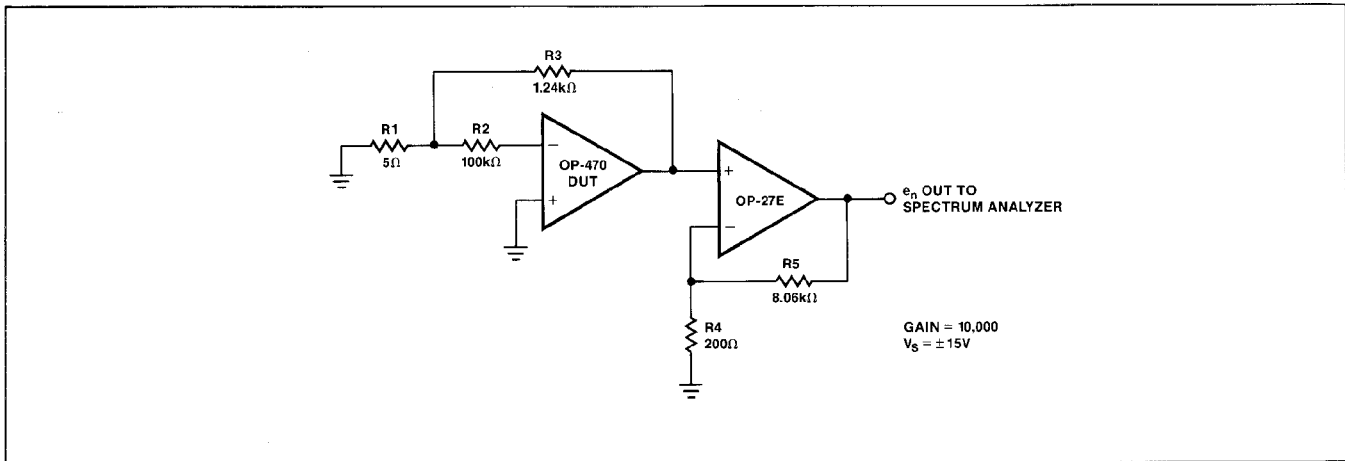 R3
1.24kΩ
R1
5Ω
R2
100kΩ
−
OP-470
DUT
+
+
OP-27E
−
eₙ OUT TO
SPECTRUM ANALYZER
R5
8.06kΩ
R4
200Ω
GAIN = 10,000
V_S = ±15V